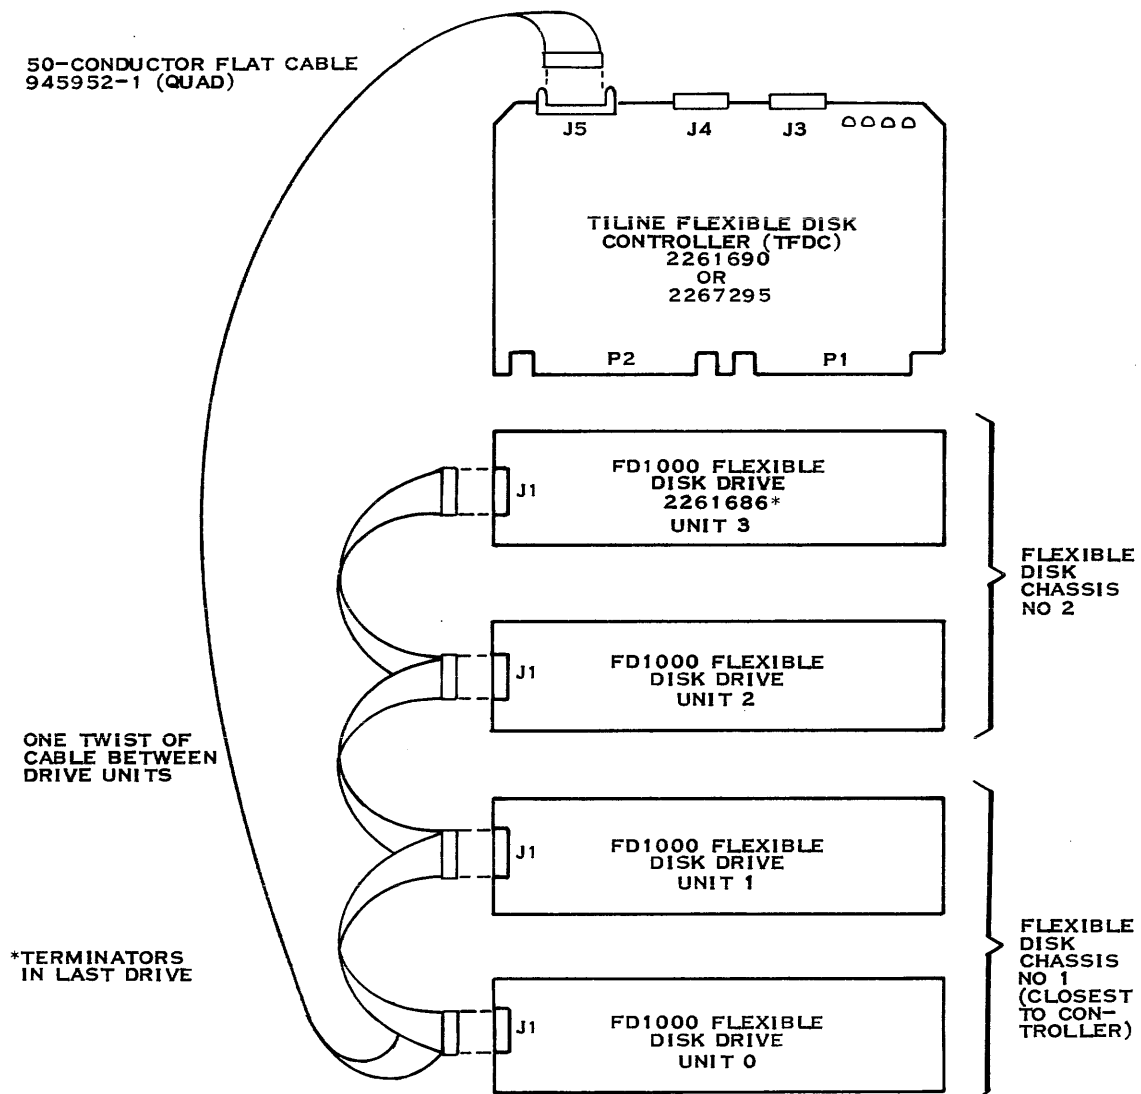 50-CONDUCTOR FLAT CABLE
945952-1 (QUAD)
J5
J4
J3
TILINE FLEXIBLE DISK
CONTROLLER (TFDC)
2261690
OR
2267295
P2
P1
J1
FD1000 FLEXIBLE
DISK DRIVE
2261686*
UNIT 3
FLEXIBLE
DISK
CHASSIS
NO 2
J1
FD1000 FLEXIBLE
DISK DRIVE
UNIT 2
ONE TWIST OF
CABLE BETWEEN
DRIVE UNITS
J1
FD1000 FLEXIBLE
DISK DRIVE
UNIT 1
*TERMINATORS
IN LAST DRIVE
FLEXIBLE
DISK
CHASSIS
NO 1
(CLOSEST
TO CON-
TROLLER)
J1
FD1000 FLEXIBLE
DISK DRIVE
UNIT 0